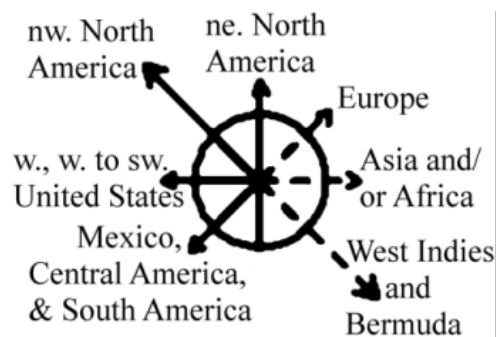 nw. North
America
ne. North
America
Europe
w., w. to sw.
United States
Asia and/
or Africa
Mexico,
Central America,
& South America
West Indies
and
Bermuda